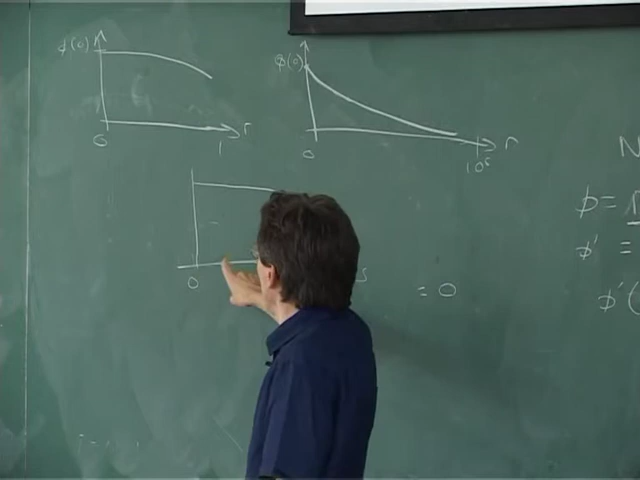 ϕ(0)
0
1
r
ϕ(0)
0
10⁵
r
0
s
= 0
N
ϕ =
ϕ' =
ϕ'(